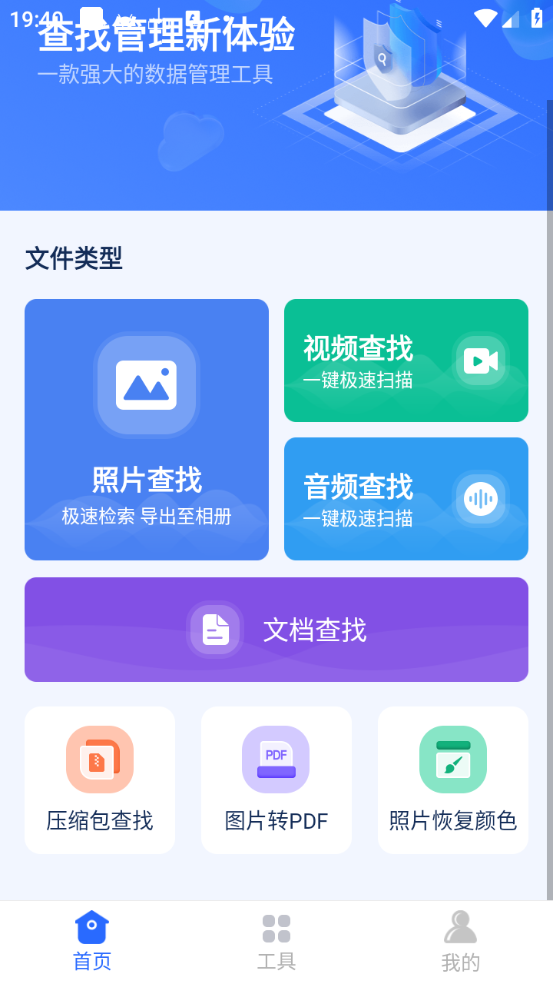 19:40
查找管理新体验
一款强大的数据管理工具
文件类型
照片查找
极速检索 导出至相册
视频查找
一键极速扫描
音频查找
一键极速扫描
文档查找
压缩包查找
PDF
图片转PDF
照片恢复颜色
首页
工具
我的